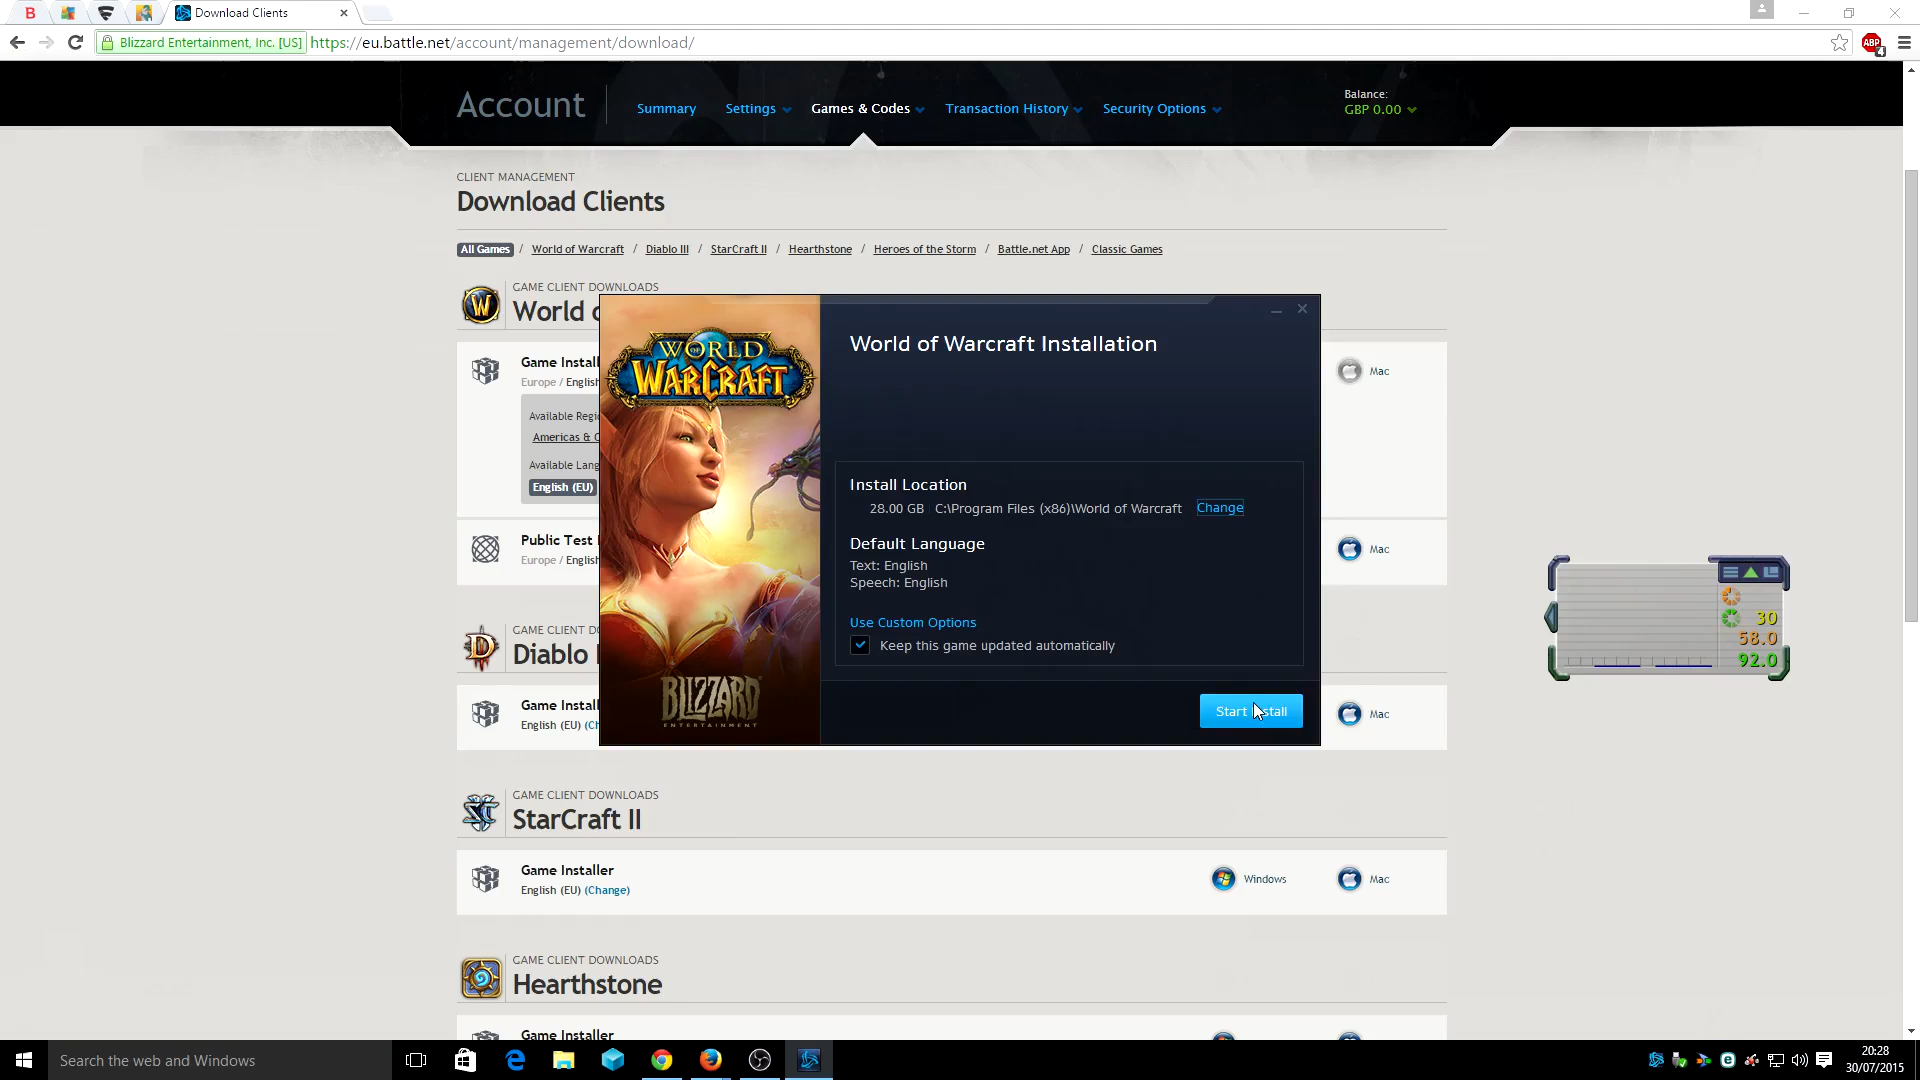 B
Download Clients
Blizzard Entertainment, Inc. [US]
https://eu.battle.net/account/management/download/
ABP
4
Account
Summary
Settings
Games & Codes
Transaction History
Security Options
Balance:
GBP 0.00
CLIENT MANAGEMENT
Download Clients
All Games / World of Warcraft / Diablo III / StarCraft II / Hearthstone / Heroes of the Storm / Battle.net App / Classic Games
GAME CLIENT DOWNLOADS
World
Game
Europe / English
Available
Americas &
Available
English (EU)
Mac
Public Test
Europe / English
Mac
WORLD OF WARCRAFT
BLIZZARD
ENTERTAINMENT
World of Warcraft Installation
Install Location
28.00 GB C:\Program Files (x86)\World of Warcraft Change
Default Language
Text: English
Speech: English
Use Custom Options
Keep this game updated automatically
Start
30
58.0
92.0
GAME CLIENT
Diablo
Game
English (EU)
Mac
GAME CLIENT DOWNLOADS
StarCraft II
Game Installer
English (EU) (Change)
Windows
Mac
GAME CLIENT DOWNLOADS
Hearthstone
Game Installer
Search the web and Windows
20:28
30/07/2015